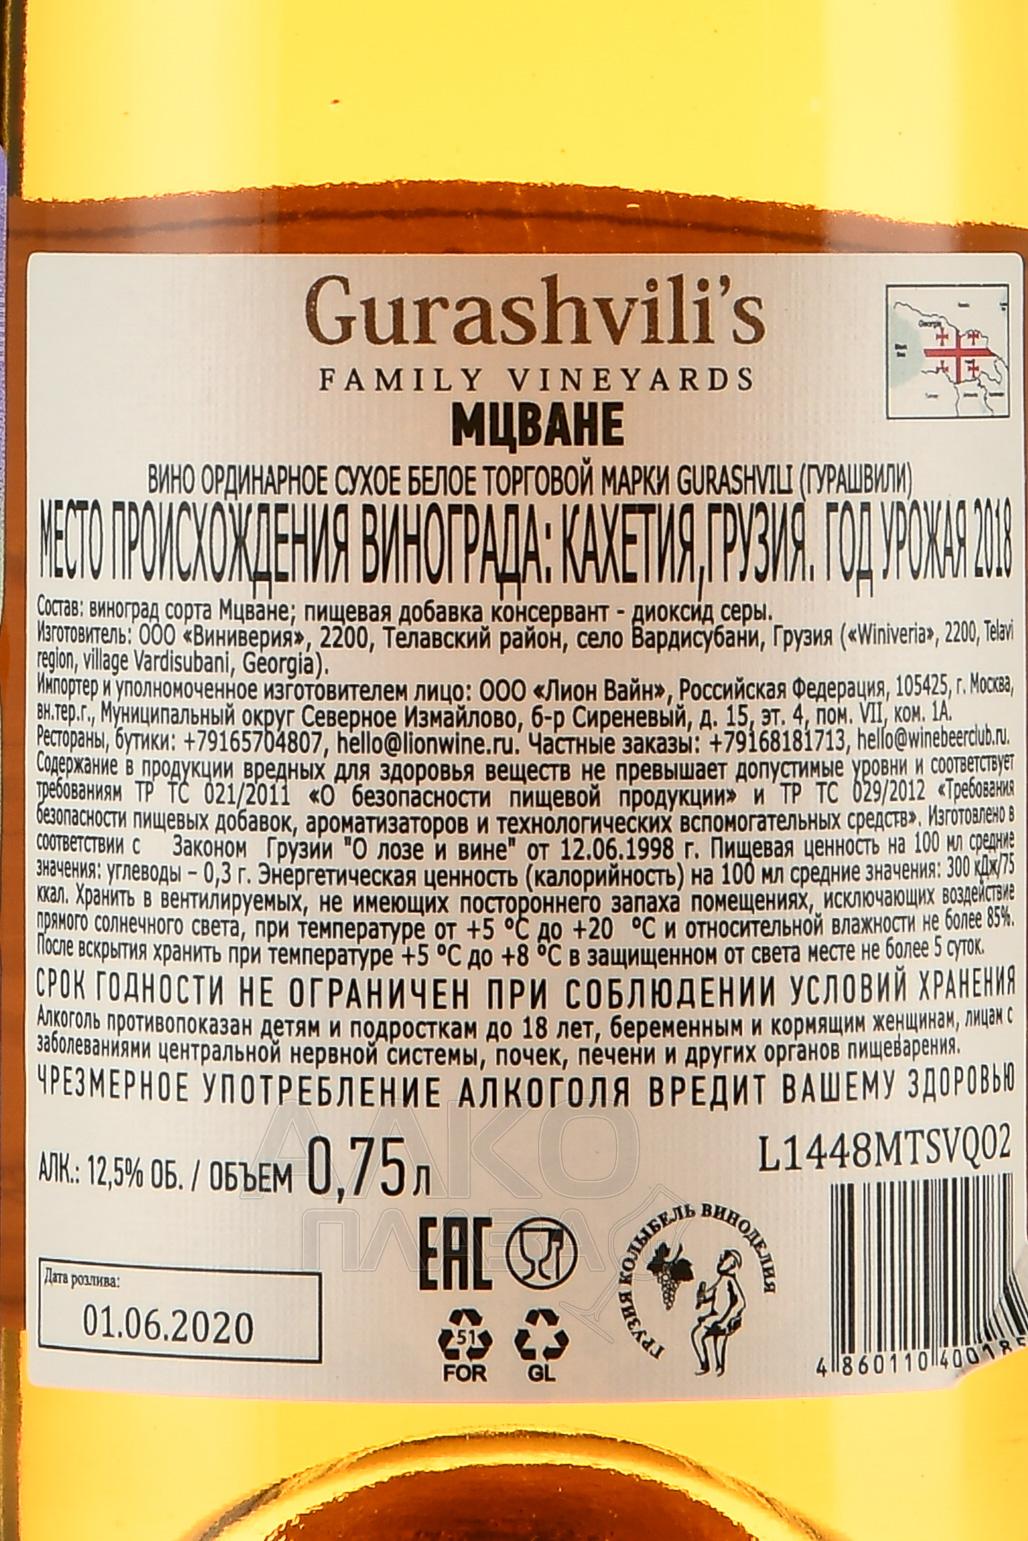 Gurashvili's
FAMILY VINEYARDS
МЦВАНЕ
Georgia
ВИНО ОРДИНАРНОЕ СУХОЕ БЕЛОЕ ТОРГОВОЙ МАРКИ GURASHVILI (ГУРАШВИЛИ)
МЕСТО ПРОИСХОЖДЕНИЯ ВИНОГРАДА: КАХЕТИЯ,ГРУЗИЯ. ГОД УРОЖАЯ 2018
Состав: виноград сорта Мцване; пищевая добавка консервант - диоксид серы.
Изготовитель: ООО «Виниверия», 2200, Телавский район, село Вардисубани, Грузия («Winiveria», 2200, Telavi
region, village Vardisubani, Georgia).
Импортер и уполномоченное изготовителем лицо: ООО «Лион Вайн», Российская Федерация, 105425, г. Москва,
вн.тер.г., Муниципальный округ Северное Измайлово, б-р Сиреневый, д. 15, эт. 4, пом. VII, ком. 1А.
Рестораны, бутики: +79165704807, hello@lionwine.ru. Частные заказы: +79168181713, hello@winebeerclub.ru.
Содержание в продукции вредных для здоровья веществ не превышает допустимые уровни и соответствует
требованиям ТР ТС 021/2011 «О безопасности пищевой продукции» и ТР ТС 029/2012 «Требования
безопасности пищевых добавок, ароматизаторов и технологических вспомогательных средств». Изготовлено в
соответствии с Законом Грузии "О лозе и вине" от 12.06.1998 г. Пищевая ценность на 100 мл средние
значения: углеводы – 0,3 г. Энергетическая ценность (калорийность) на 100 мл средние значения: 300 кДж/75
ккал. Хранить в вентилируемых, не имеющих постороннего запаха помещениях, исключающих воздействие
прямого солнечного света, при температуре от +5 °C до +20 °C и относительной влажности не более 85%.
После вскрытия хранить при температуре +5 °C до +8 °C в защищенном от света месте не более 5 суток.
СРОК ГОДНОСТИ НЕ ОГРАНИЧЕН ПРИ СОБЛЮДЕНИИ УСЛОВИЙ ХРАНЕНИЯ
Алкоголь противопоказан детям и подросткам до 18 лет, беременным и кормящим женщинам, лицам с
заболеваниями центральной нервной системы, почек, печени и других органов пищеварения.
ЧРЕЗМЕРНОЕ УПОТРЕБЛЕНИЕ АЛКОГОЛЯ ВРЕДИТ ВАШЕМУ ЗДОРОВЬЮ
АЛК.: 12,5% ОБ. / ОБЪЕМ 0,75 л
L1448MTSVQ02
ЕАС
ГРУЗИЯ КОЛЫБЕЛЬ ВИНОДЕЛИЯ
Дата розлива:
01.06.2020
51
FOR
GL
4 860110 400185